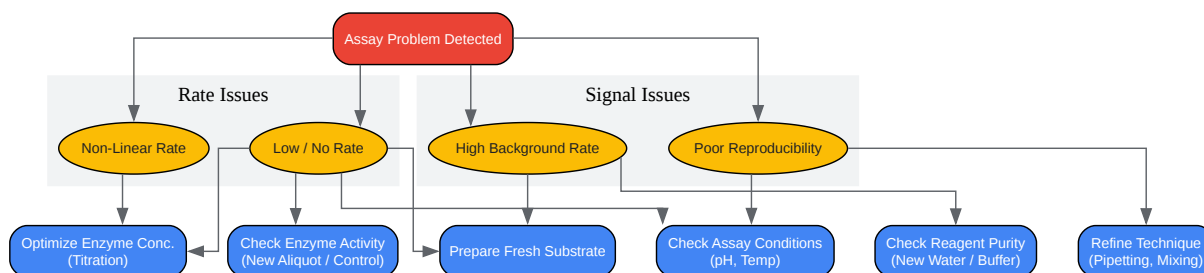 Assay Problem Detected
Rate Issues
Signal Issues
Non-Linear Rate
Low / No Rate
High Background Rate
Poor Reproducibility
Optimize Enzyme Conc.
(Titration)
Check Enzyme Activity
(New Aliquot / Control)
Prepare Fresh Substrate
Check Assay Conditions
(pH, Temp)
Check Reagent Purity
(New Water / Buffer)
Refine Technique
(Pipetting, Mixing)